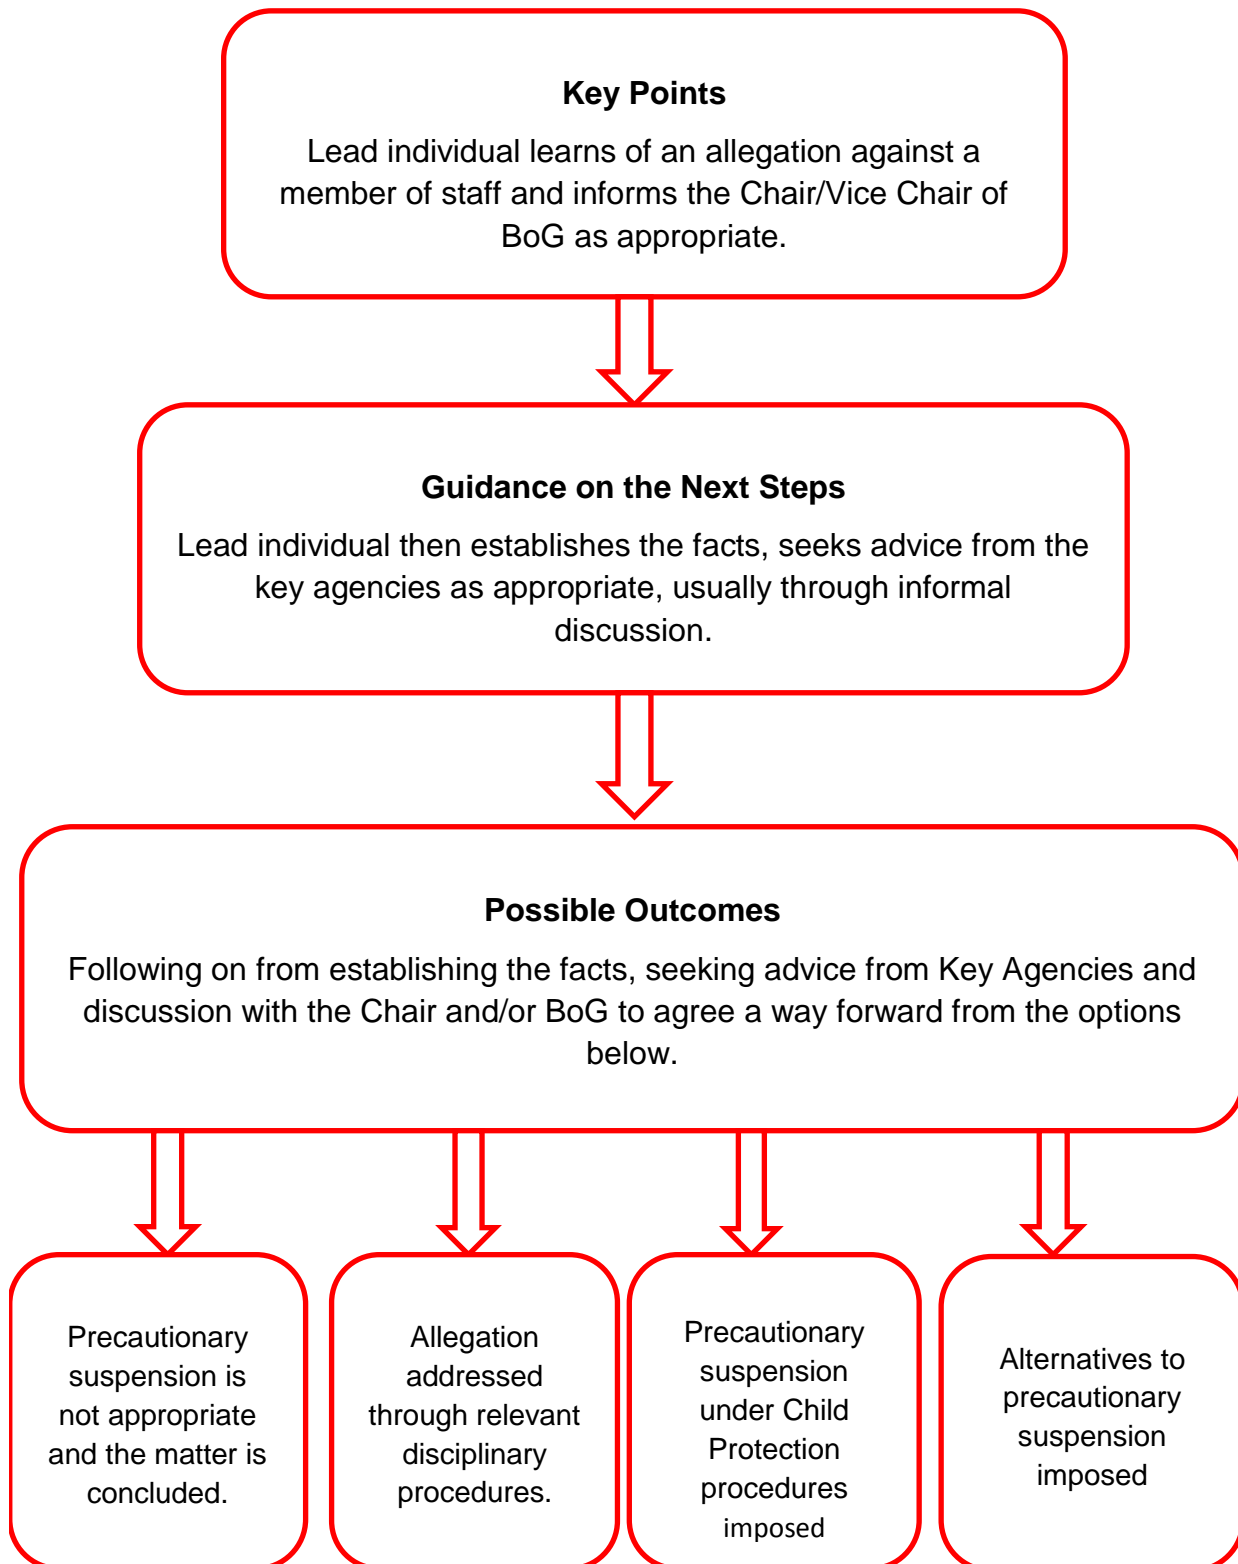 Key Points
Lead individual learns of an allegation against a
member of staff and informs the Chair/Vice Chair of
BoG as appropriate.
Guidance on the Next Steps
Lead individual then establishes the facts, seeks advice from the
key agencies as appropriate, usually through informal
discussion.
Possible Outcomes
Following on from establishing the facts, seeking advice from Key Agencies and
discussion with the Chair and/or BoG to agree a way forward from the options
below.
Precautionary
suspension is
not appropriate
and the matter is
concluded.
Allegation
addressed
through relevant
disciplinary
procedures.
Precautionary
suspension
under Child
Protection
procedures
imposed
Alternatives to
precautionary
suspension
imposed